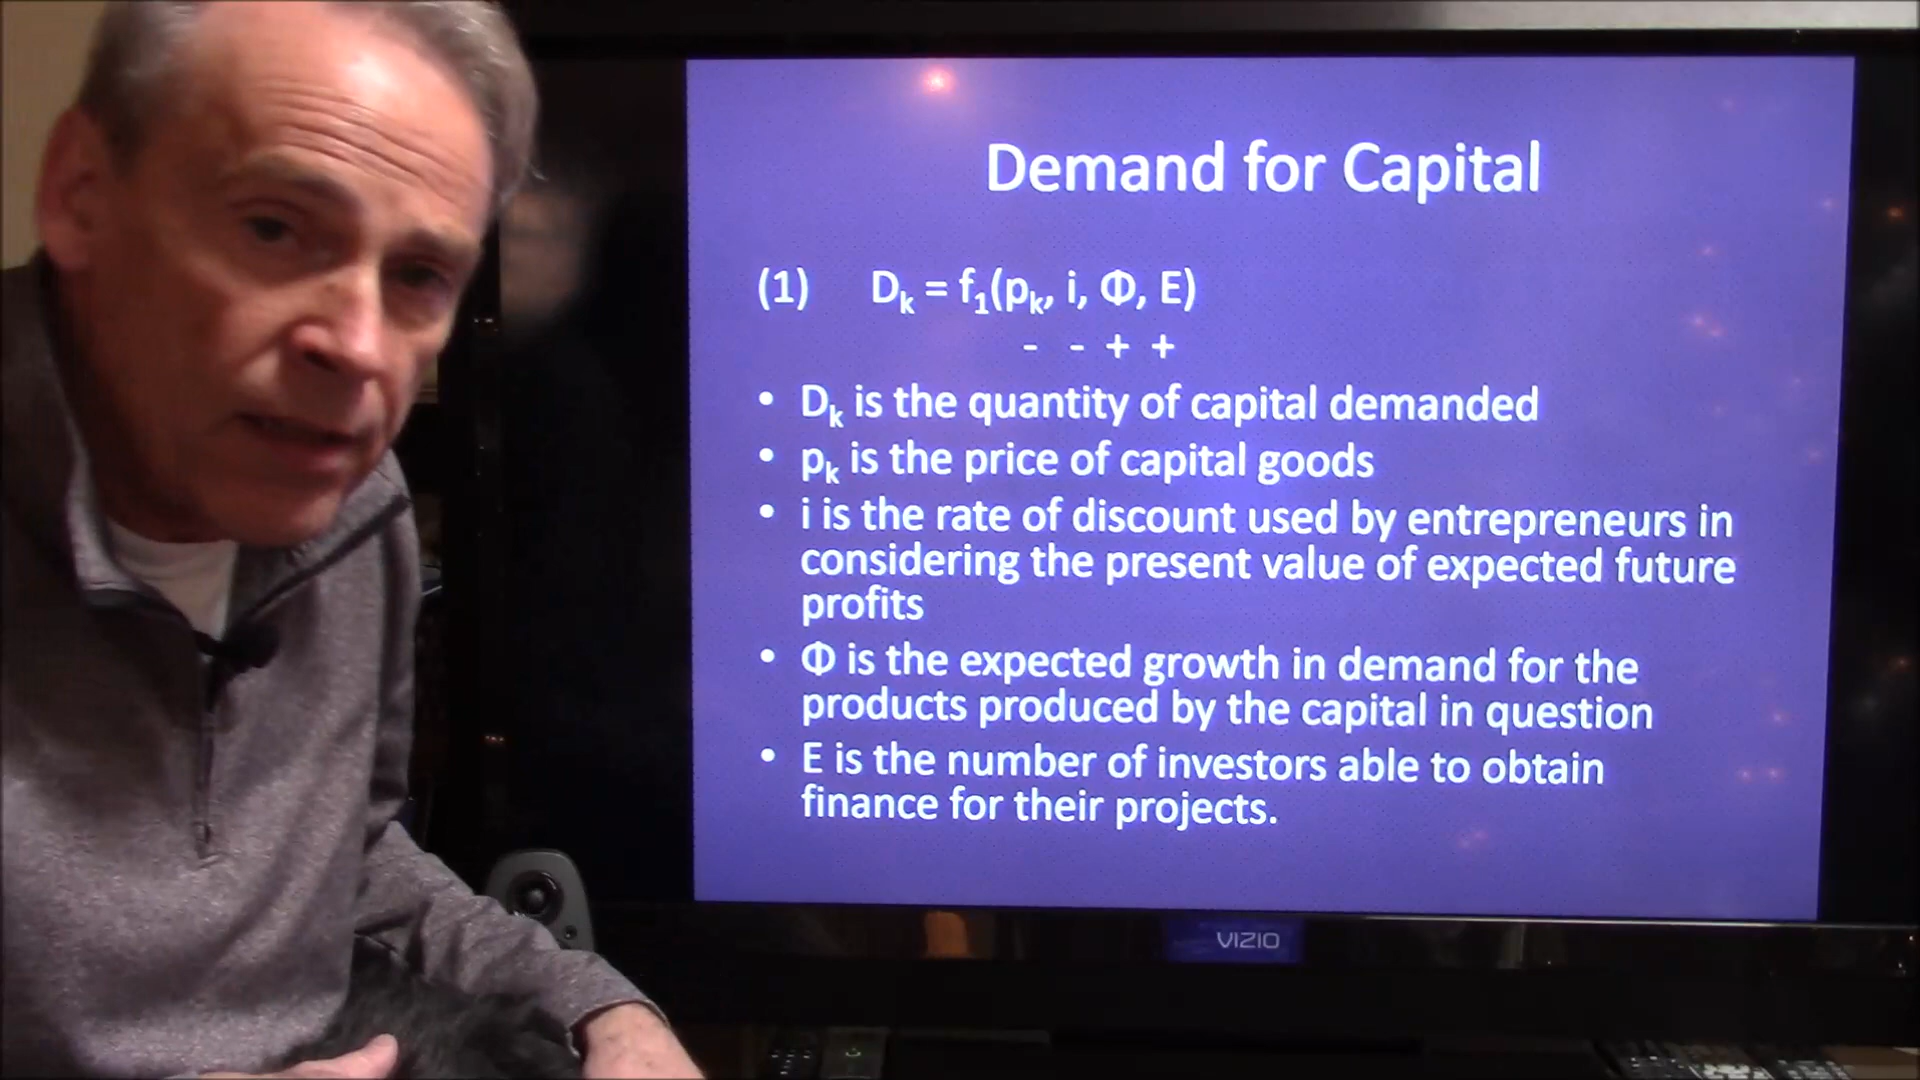 Demand for Capital
(1) Dₖ = f₁(pₖ, i, Φ, E)
- - + +
• Dₖ is the quantity of capital demanded
• pₖ is the price of capital goods
• i is the rate of discount used by entrepreneurs in
considering the present value of expected future
profits
• Φ is the expected growth in demand for the
products produced by the capital in question
• E is the number of investors able to obtain
finance for their projects.
VIZIO